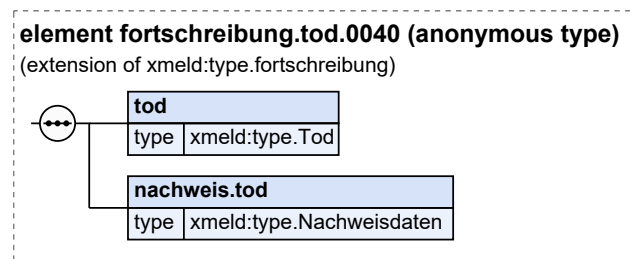 element fortschreibung.tod.0040 (anonymous type)
(extension of xmeld:type.fortschreibung)
tod
type xmeld:type.Tod
nachweis.tod
type xmeld:type.Nachweisdaten